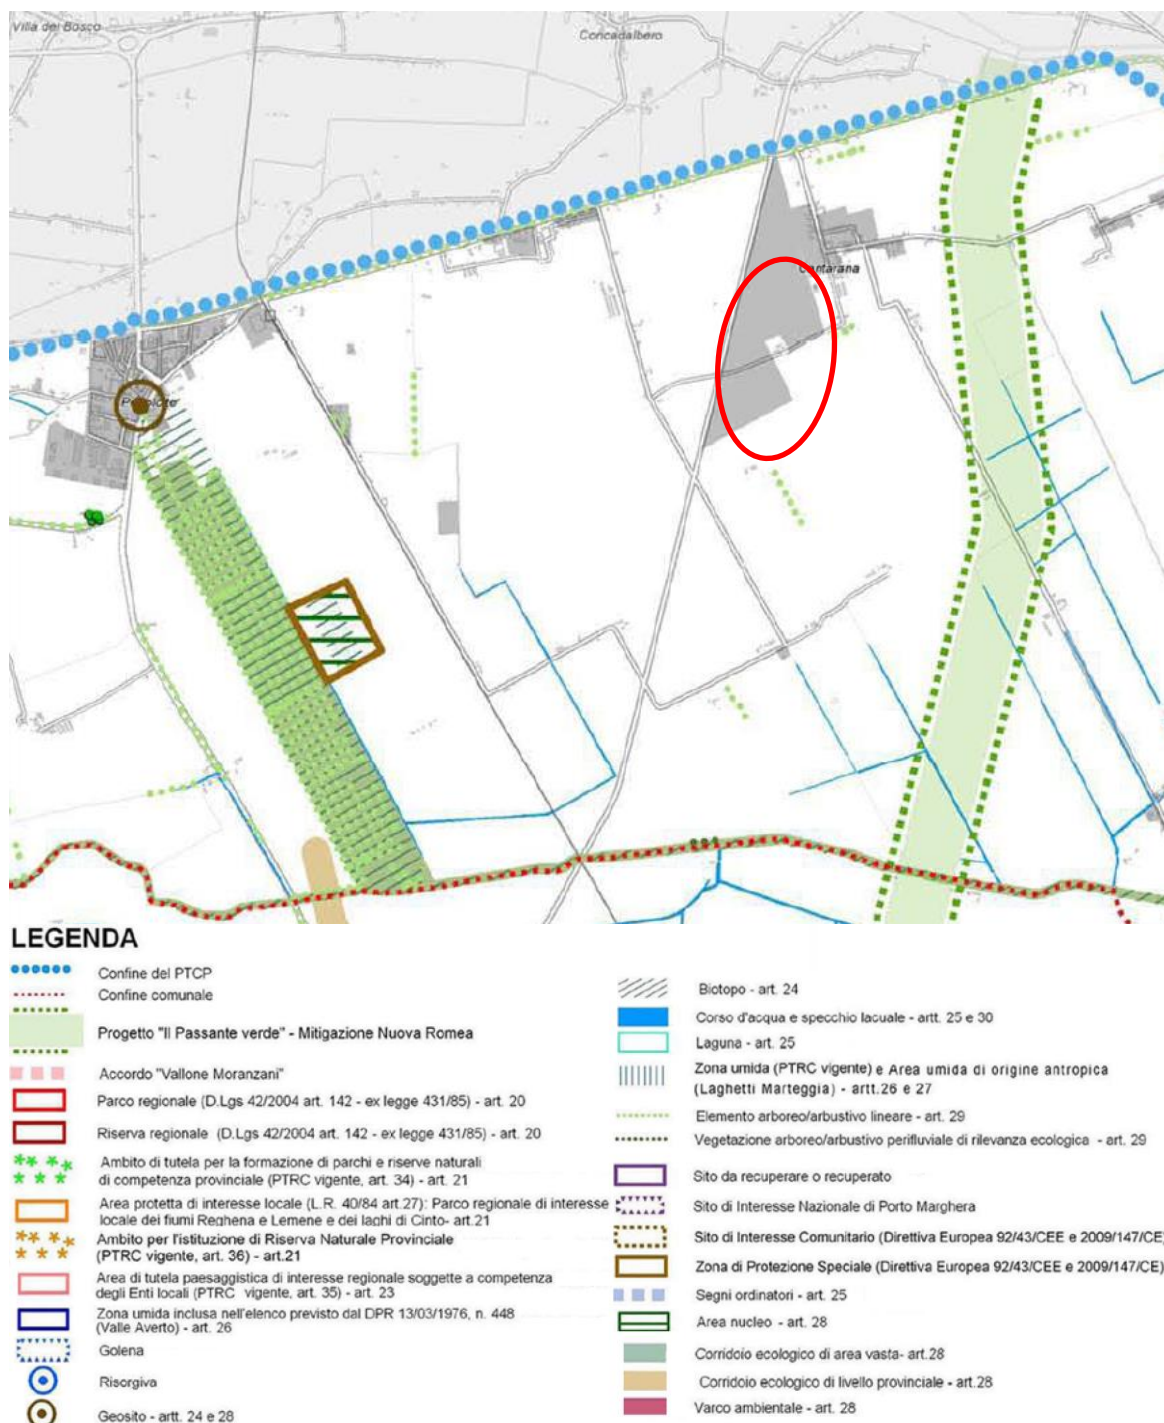 Villa del Bosco
Concadalbero
Cantarana
LEGENDA
Confine del PTCP
Confine comunale
Progetto "Il Passante verde" - Mitigazione Nuova Romea
Accordo "Vallone Moranzani"
Parco regionale (D.Lgs 42/2004 art. 142 - ex legge 431/85) - art. 20
Riserva regionale (D.Lgs 42/2004 art. 142 - ex legge 431/85) - art. 20
Ambito di tutela per la formazione di parchi e riserve naturali
di competenza provinciale (PTRC vigente, art. 34) - art. 21
Area protetta di interesse locale (L.R. 40/84 art.27): Parco regionale di interesse
locale dei fiumi Reghena e Lemene e dei laghi di Cinto- art.21
Ambito per l'istituzione di Riserva Naturale Provinciale
(PTRC vigente, art. 36) - art.21
Area di tutela paesaggistica di interesse regionale soggette a competenza
degli Enti locali (PTRC vigente, art. 35) - art. 23
Zona umida inclusa nell'elenco previsto dal DPR 13/03/1976, n. 448
(Valle Averto) - art. 26
Golena
Risorgiva
Geosito - artt. 24 e 28
Biotopo - art. 24
Corso d'acqua e specchio lacuale - artt. 25 e 30
Laguna - art. 25
Zona umida (PTRC vigente) e Area umida di origine antropica
(Laghetti Marteggia) - artt.26 e 27
Elemento arboreo/arbustivo lineare - art. 29
Vegetazione arboreo/arbustivo perifluviale di rilevanza ecologica - art. 29
Sito da recuperare o recuperato
Sito di Interesse Nazionale di Porto Marghera
Sito di Interesse Comunitario (Direttiva Europea 92/43/CEE e 2009/147/CE)
Zona di Protezione Speciale (Direttiva Europea 92/43/CEE e 2009/147/CE)
Segni ordinatori - art. 25
Area nucleo - art. 28
Corridoio ecologico di area vasta- art.28
Corridoio ecologico di livello provinciale - art.28
Varco ambientale - art. 28